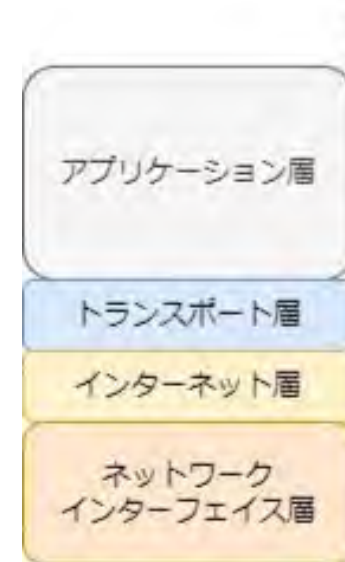 アプリケーション層
トランスポート層
インターネット層
ネットワーク
インターフェイス層